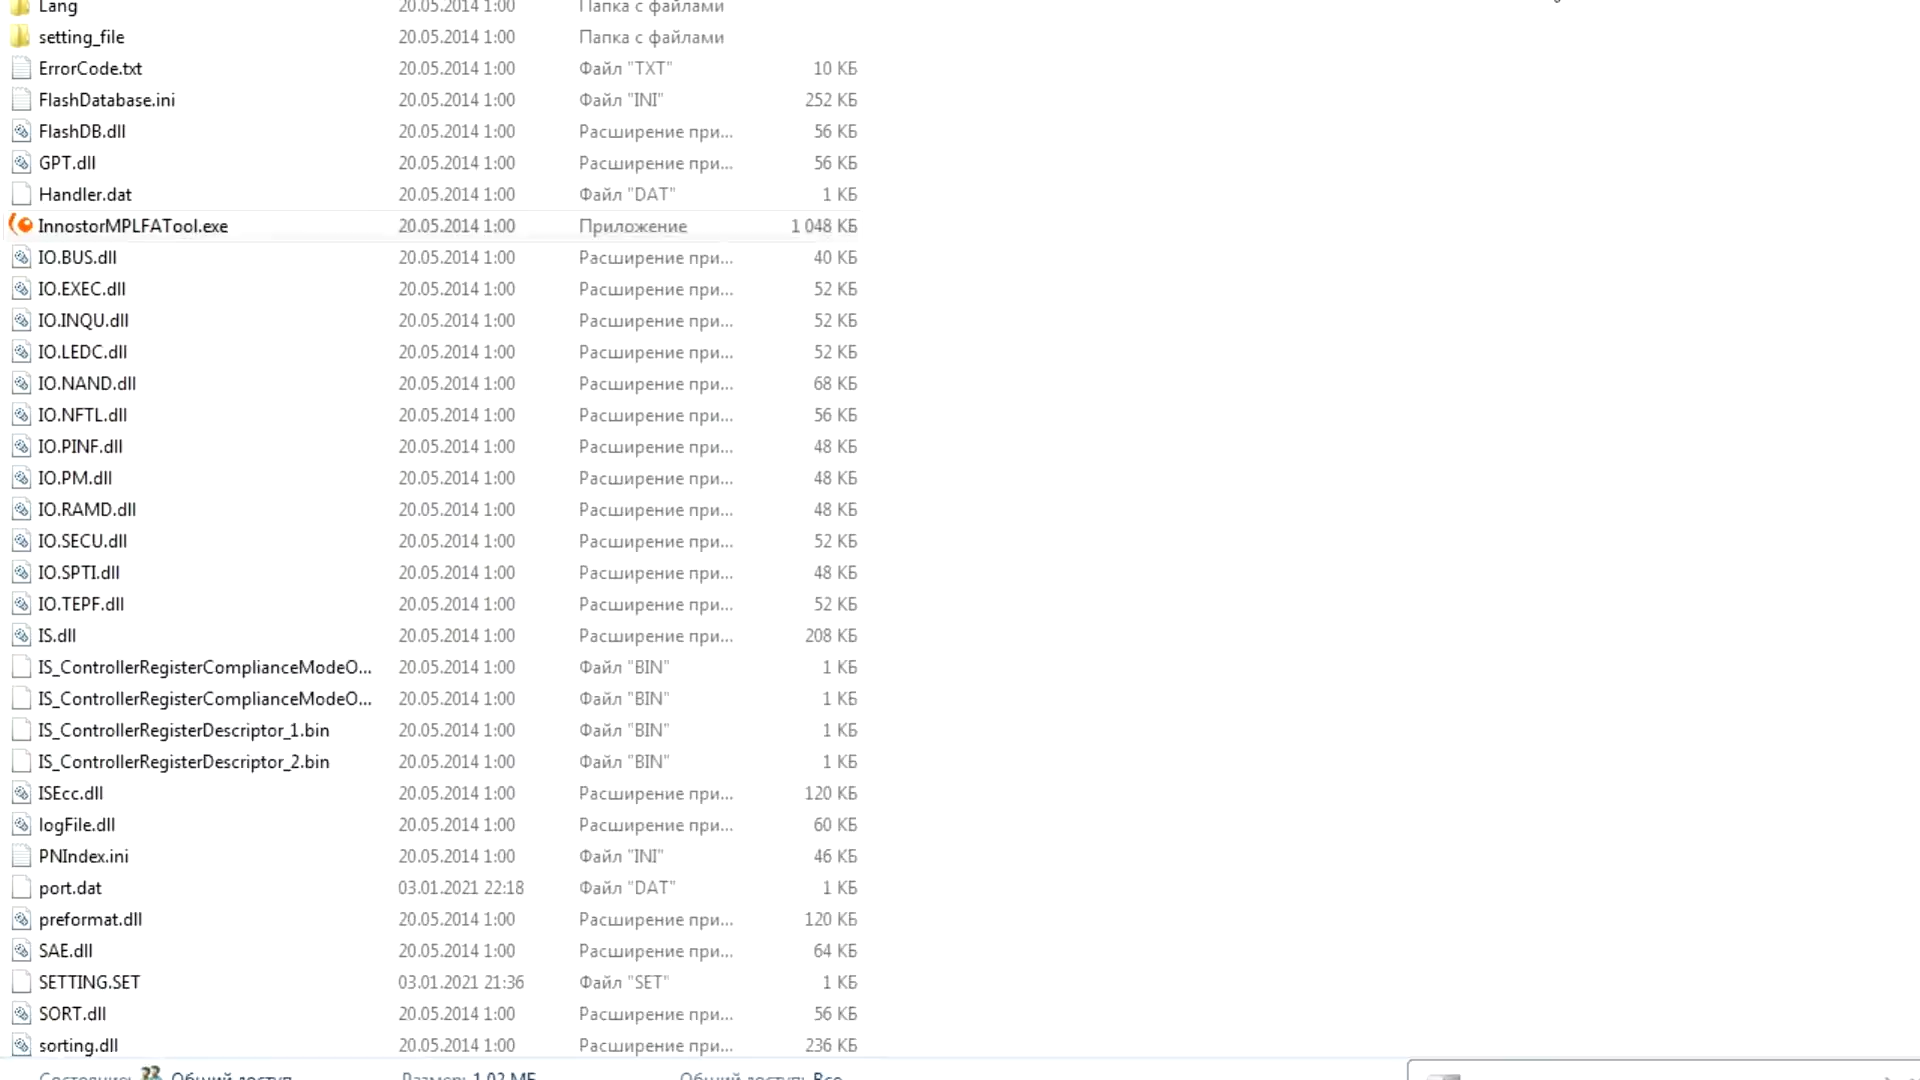 Lang 20.05.2014 1:00 Папка с файлами
setting_file 20.05.2014 1:00 Папка с файлами
ErrorCode.txt 20.05.2014 1:00 Файл "TXT" 10 КБ
FlashDatabase.ini 20.05.2014 1:00 Файл "INI" 252 КБ
FlashDB.dll 20.05.2014 1:00 Расширение при... 56 КБ
GPT.dll 20.05.2014 1:00 Расширение при... 56 КБ
Handler.dat 20.05.2014 1:00 Файл "DAT" 1 КБ
InnostorMPLFATool.exe 20.05.2014 1:00 Приложение 1 048 КБ
IO.BUS.dll 20.05.2014 1:00 Расширение при... 40 КБ
IO.EXEC.dll 20.05.2014 1:00 Расширение при... 52 КБ
IO.INQU.dll 20.05.2014 1:00 Расширение при... 52 КБ
IO.LEDC.dll 20.05.2014 1:00 Расширение при... 52 КБ
IO.NAND.dll 20.05.2014 1:00 Расширение при... 68 КБ
IO.NFTL.dll 20.05.2014 1:00 Расширение при... 56 КБ
IO.PINF.dll 20.05.2014 1:00 Расширение при... 48 КБ
IO.PM.dll 20.05.2014 1:00 Расширение при... 48 КБ
IO.RAMD.dll 20.05.2014 1:00 Расширение при... 48 КБ
IO.SECU.dll 20.05.2014 1:00 Расширение при... 52 КБ
IO.SPTI.dll 20.05.2014 1:00 Расширение при... 48 КБ
IO.TEPF.dll 20.05.2014 1:00 Расширение при... 52 КБ
IS.dll 20.05.2014 1:00 Расширение при... 208 КБ
IS_ControllerRegisterComplianceModeO... 20.05.2014 1:00 Файл "BIN" 1 КБ
IS_ControllerRegisterComplianceModeO... 20.05.2014 1:00 Файл "BIN" 1 КБ
IS_ControllerRegisterDescriptor_1.bin 20.05.2014 1:00 Файл "BIN" 1 КБ
IS_ControllerRegisterDescriptor_2.bin 20.05.2014 1:00 Файл "BIN" 1 КБ
ISEcc.dll 20.05.2014 1:00 Расширение при... 120 КБ
logFile.dll 20.05.2014 1:00 Расширение при... 60 КБ
PNIndex.ini 20.05.2014 1:00 Файл "INI" 46 КБ
port.dat 03.01.2021 22:18 Файл "DAT" 1 КБ
preformat.dll 20.05.2014 1:00 Расширение при... 120 КБ
SAE.dll 20.05.2014 1:00 Расширение при... 64 КБ
SETTING.SET 03.01.2021 21:36 Файл "SET" 1 КБ
SORT.dll 20.05.2014 1:00 Расширение при... 56 КБ
sorting.dll 20.05.2014 1:00 Расширение при... 236 КБ
Состояние: Общий доступ Размер: 1,02 МБ Общий доступ: Все